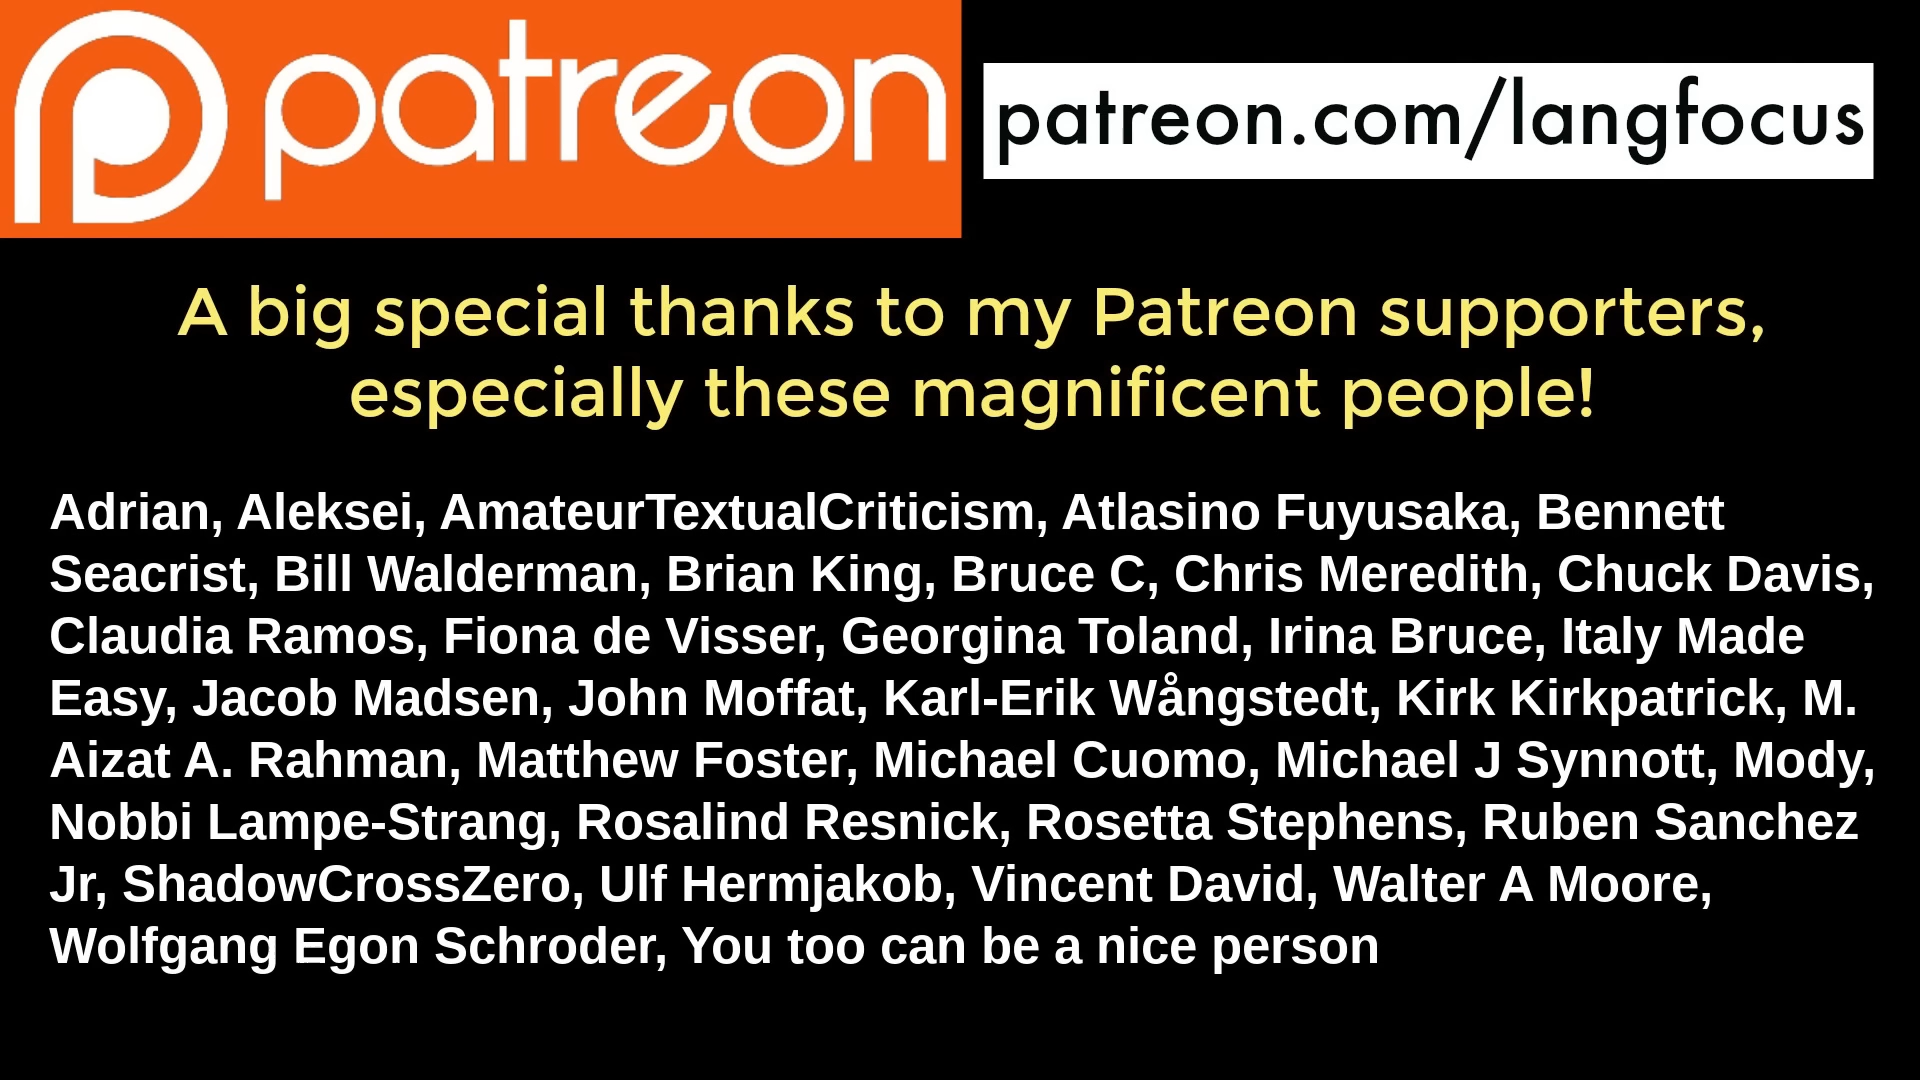 patreon
patreon.com/langfocus
A big special thanks to my Patreon supporters,
especially these magnificent people!
Adrian, Aleksei, AmateurTextualCriticism, Atlasino Fuyusaka, Bennett
Seacrist, Bill Walderman, Brian King, Bruce C, Chris Meredith, Chuck Davis,
Claudia Ramos, Fiona de Visser, Georgina Toland, Irina Bruce, Italy Made
Easy, Jacob Madsen, John Moffat, Karl-Erik Wångstedt, Kirk Kirkpatrick, M.
Aizat A. Rahman, Matthew Foster, Michael Cuomo, Michael J Synnott, Mody,
Nobbi Lampe-Strang, Rosalind Resnick, Rosetta Stephens, Ruben Sanchez
Jr, ShadowCrossZero, Ulf Hermjakob, Vincent David, Walter A Moore,
Wolfgang Egon Schroder, You too can be a nice person